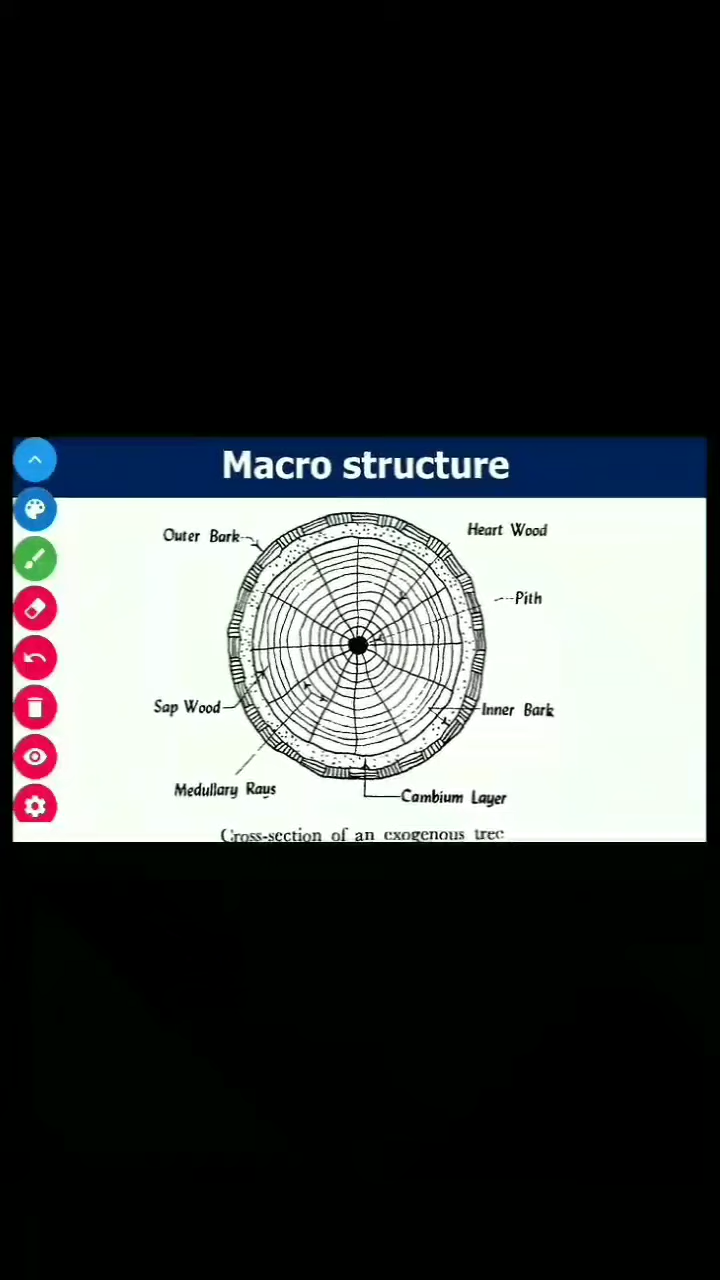 Macro structure
Outer Bark
Heart Wood
Pith
Sap Wood
Inner Bark
Medullary Rays
Cambium Layer
Cross-section of an exogenous tree